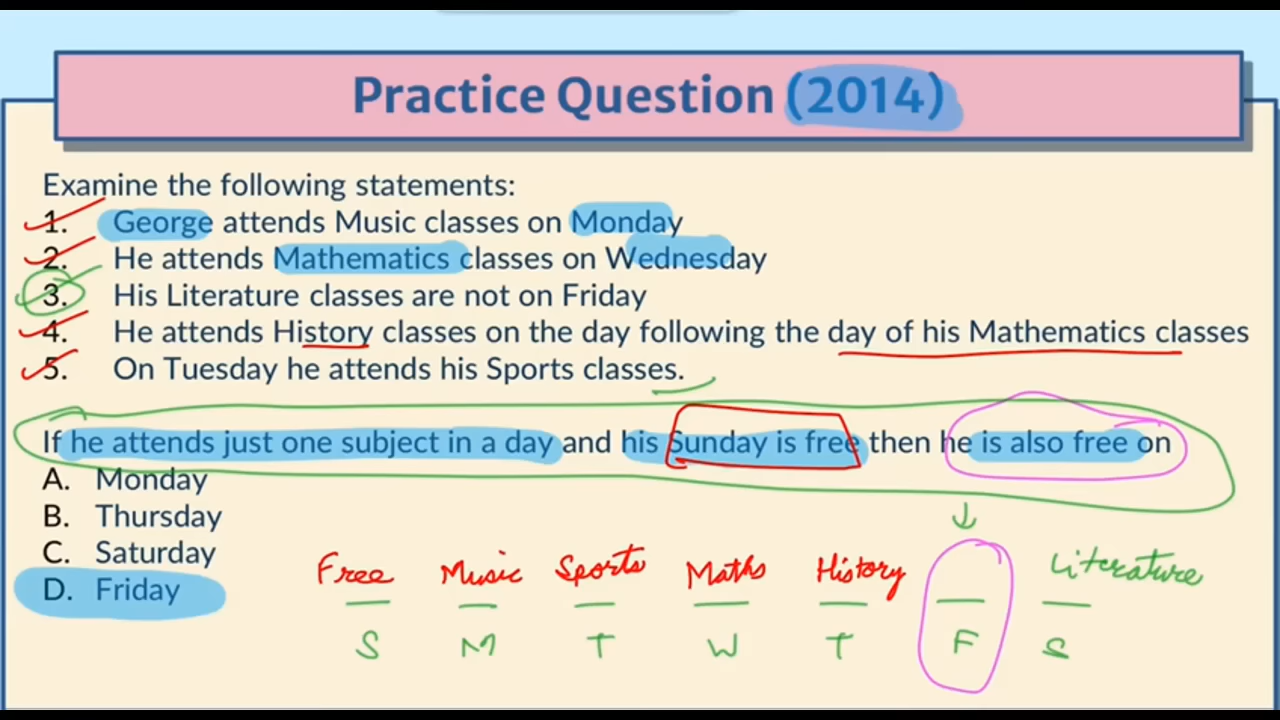 Practice Question (2014)
Examine the following statements:
1. George attends Music classes on Monday
2. He attends Mathematics classes on Wednesday
3. His Literature classes are not on Friday
4. He attends History classes on the day following the day of his Mathematics classes
5. On Tuesday he attends his Sports classes.
If he attends just one subject in a day and his Sunday is free then he is also free on
A. Monday
B. Thursday
C. Saturday
D. Friday
Free Music Sports Maths History Literature
S M T W T F S